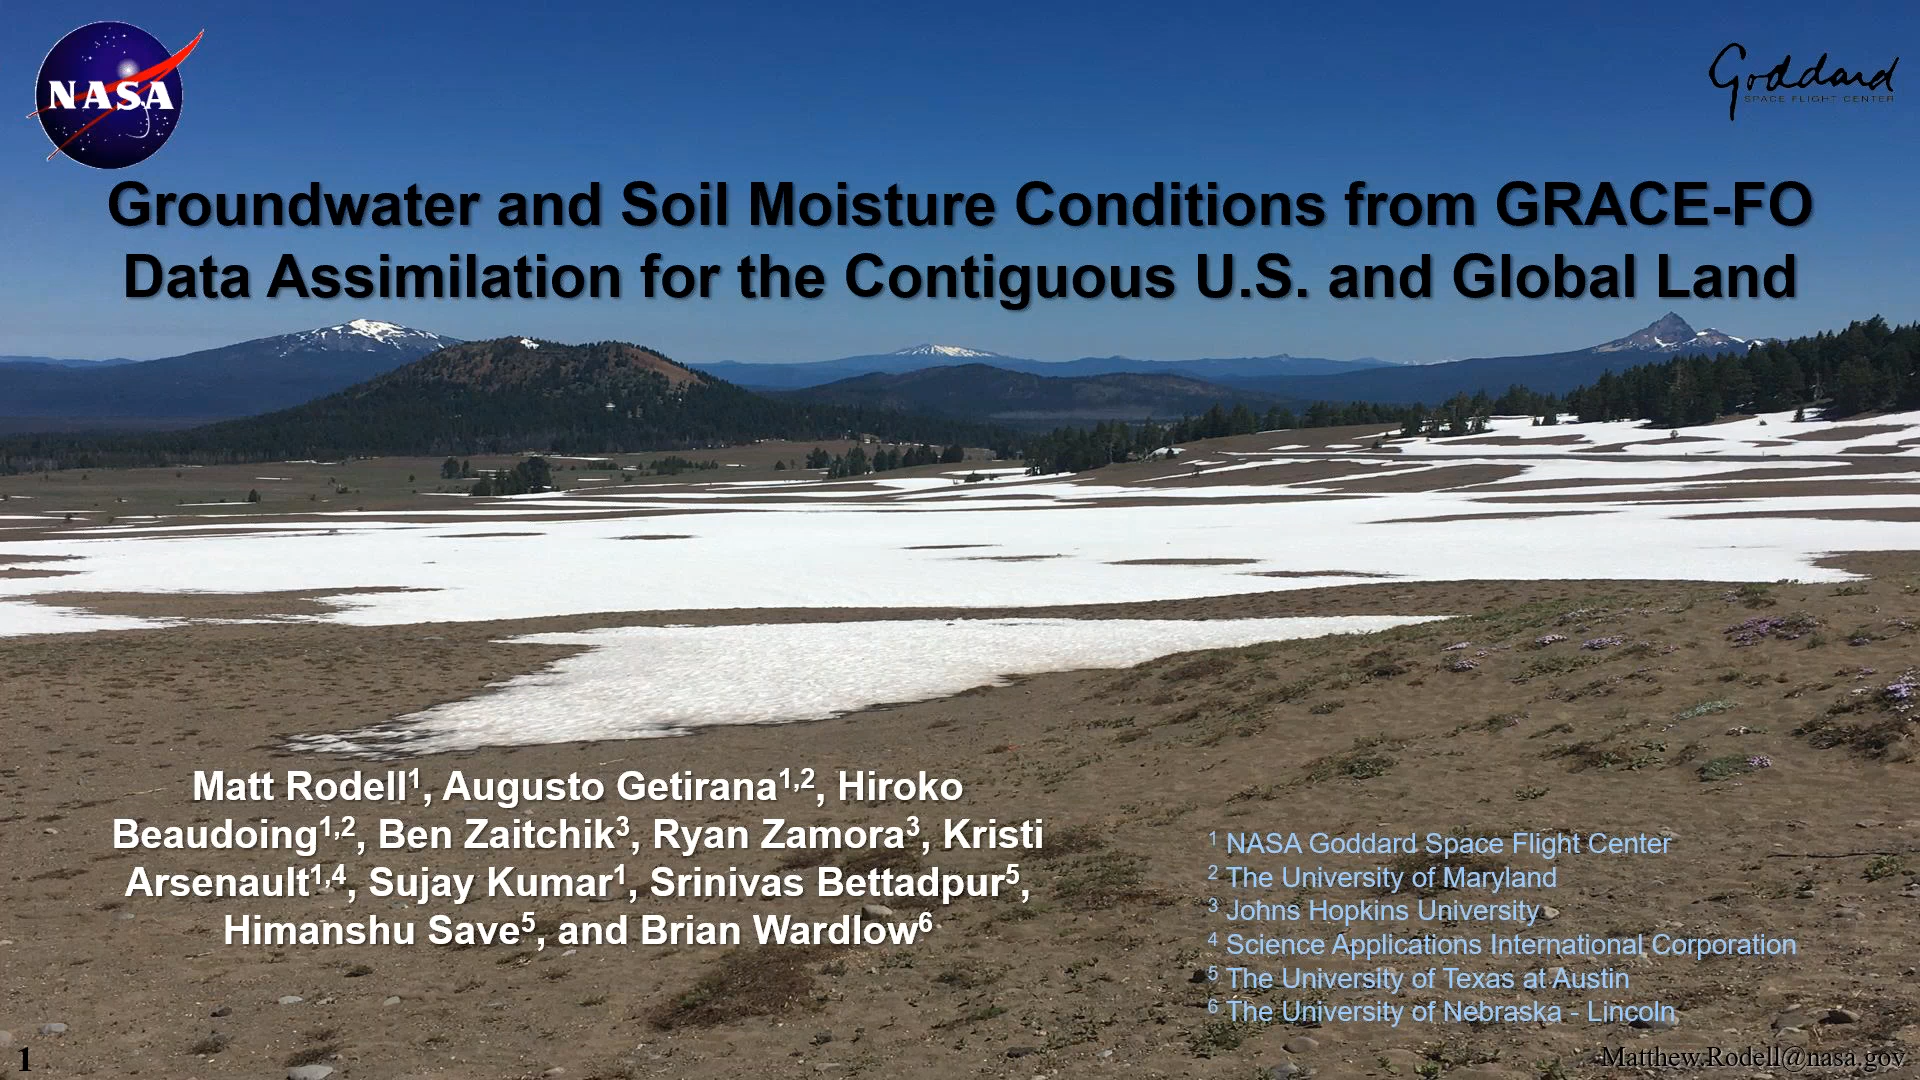 NASA
Goddard
SPACE FLIGHT CENTER
Groundwater and Soil Moisture Conditions from GRACE-FO
Data Assimilation for the Contiguous U.S. and Global Land
Matt Rodell¹, Augusto Getirana¹,², Hiroko
Beaudoing¹,², Ben Zaitchik³, Ryan Zamora³, Kristi
Arsenault¹,⁴, Sujay Kumar¹, Srinivas Bettadpur⁵,
Himanshu Save⁵, and Brian Wardlow⁶
¹ NASA Goddard Space Flight Center
² The University of Maryland
³ Johns Hopkins University
⁴ Science Applications International Corporation
⁵ The University of Texas at Austin
⁶ The University of Nebraska - Lincoln
1
Matthew.Rodell@nasa.gov